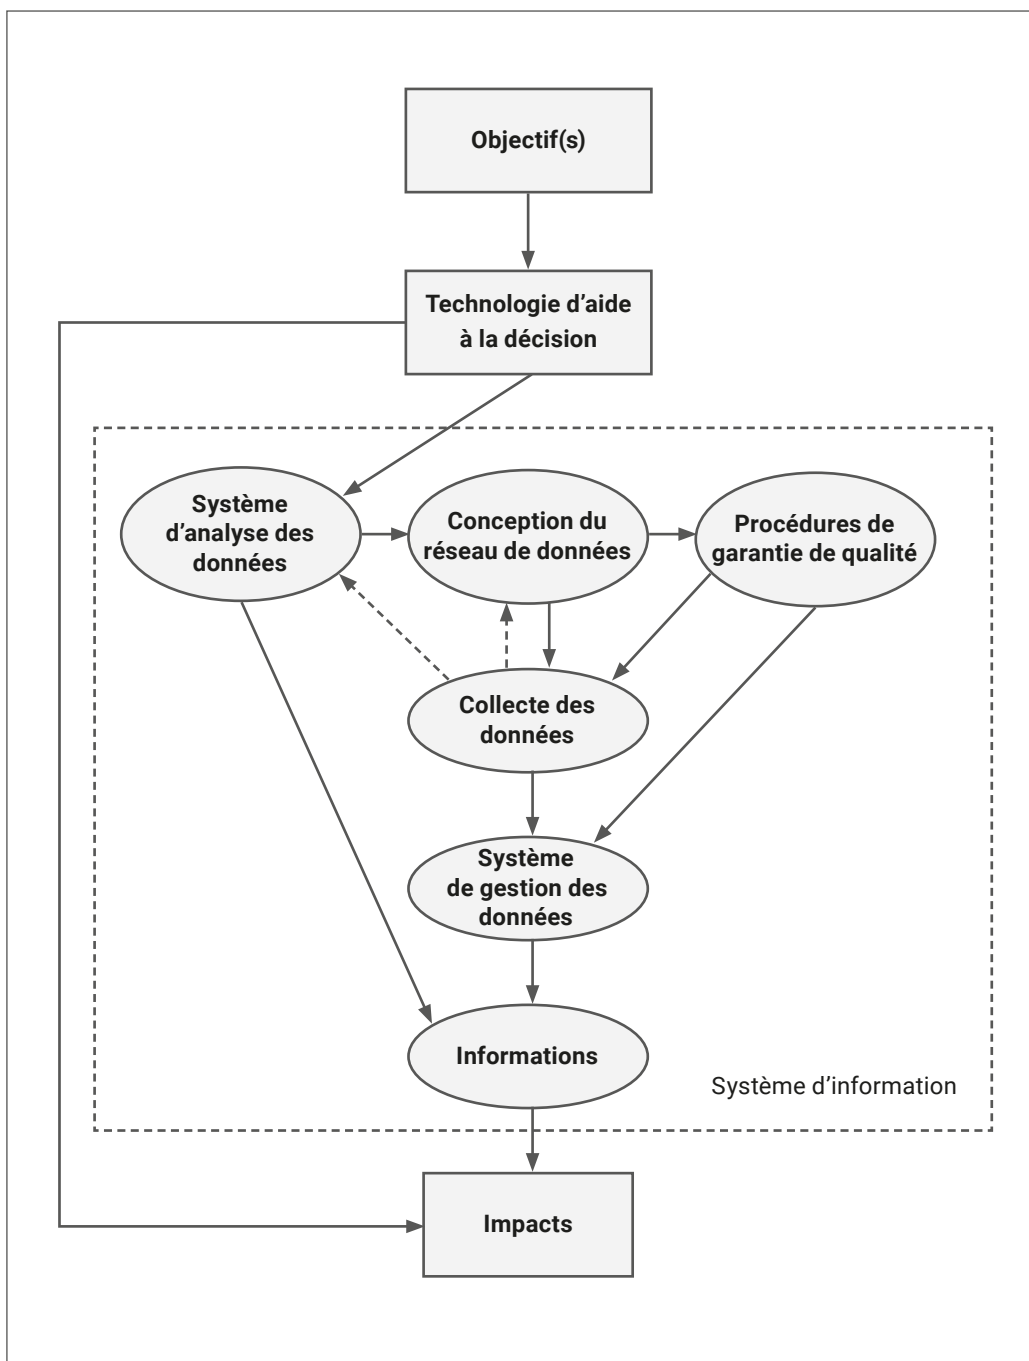 Objectif(s)
Technologie d’aide
à la décision
Système
d’analyse des
données
Conception du
réseau de données
Procédures de
garantie de qualité
Collecte des
données
Système
de gestion des
données
Informations
Système d’information
Impacts